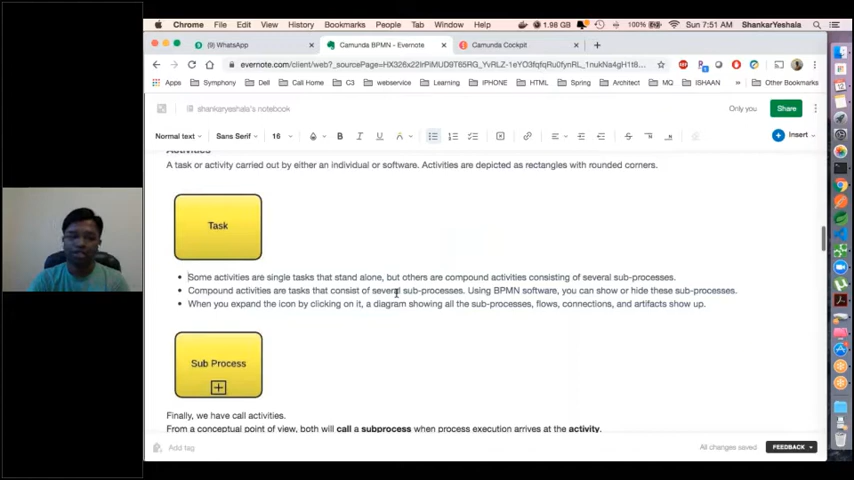 Chrome File Edit View History Bookmarks People Tab Window Help 1.98 GB 100% Sun 7:51 AM ShankarYeshala
(1) WhatsApp
Camunda BPMN - Evernote
Camunda Cockpit
Apps Symphony Dell Call Home C3 webservice Learning IPHONE HTML Spring Architect MQ ISHAAN Other Bookmarks
shankaryeshala's notebook Only you Share
Normal text Sans Serif 16 Insert
Activities
A task or activity carried out by either an individual or software. Activities are depicted as rectangles with rounded corners.
Task
Some activities are single tasks that stand alone, but others are compound activities consisting of several sub-processes.
Compound activities are tasks that consist of several sub-processes. Using BPMN software, you can show or hide these sub-processes.
When you expand the icon by clicking on it, a diagram showing all the sub-processes, flows, connections, and artifacts show up.
Sub Process
Finally, we have call activities.
From a conceptual point of view, both will call a subprocess when process execution arrives at the activity.
Add tag All changes saved FEEDBACK